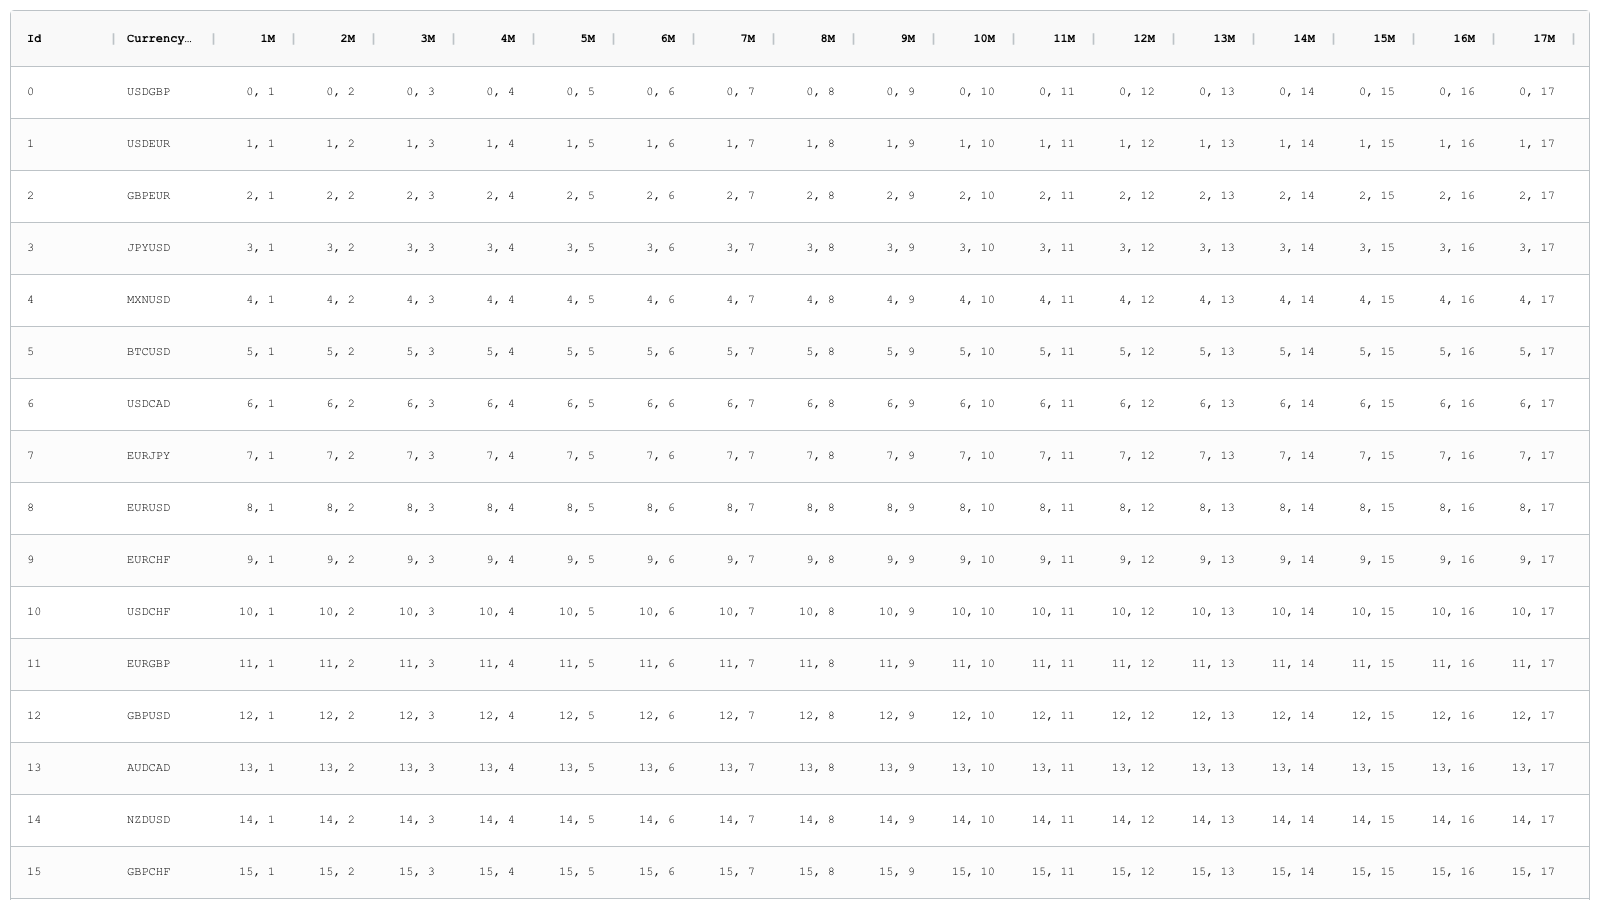 Id Currency… 1M 2M 3M 4M 5M 6M 7M 8M 9M 10M 11M 12M 13M 14M 15M 16M 17M
0 USDGBP 0, 1 0, 2 0, 3 0, 4 0, 5 0, 6 0, 7 0, 8 0, 9 0, 10 0, 11 0, 12 0, 13 0, 14 0, 15 0, 16 0, 17
1 USDEUR 1, 1 1, 2 1, 3 1, 4 1, 5 1, 6 1, 7 1, 8 1, 9 1, 10 1, 11 1, 12 1, 13 1, 14 1, 15 1, 16 1, 17
2 GBPEUR 2, 1 2, 2 2, 3 2, 4 2, 5 2, 6 2, 7 2, 8 2, 9 2, 10 2, 11 2, 12 2, 13 2, 14 2, 15 2, 16 2, 17
3 JPYUSD 3, 1 3, 2 3, 3 3, 4 3, 5 3, 6 3, 7 3, 8 3, 9 3, 10 3, 11 3, 12 3, 13 3, 14 3, 15 3, 16 3, 17
4 MXNUSD 4, 1 4, 2 4, 3 4, 4 4, 5 4, 6 4, 7 4, 8 4, 9 4, 10 4, 11 4, 12 4, 13 4, 14 4, 15 4, 16 4, 17
5 BTCUSD 5, 1 5, 2 5, 3 5, 4 5, 5 5, 6 5, 7 5, 8 5, 9 5, 10 5, 11 5, 12 5, 13 5, 14 5, 15 5, 16 5, 17
6 USDCAD 6, 1 6, 2 6, 3 6, 4 6, 5 6, 6 6, 7 6, 8 6, 9 6, 10 6, 11 6, 12 6, 13 6, 14 6, 15 6, 16 6, 17
7 EURJPY 7, 1 7, 2 7, 3 7, 4 7, 5 7, 6 7, 7 7, 8 7, 9 7, 10 7, 11 7, 12 7, 13 7, 14 7, 15 7, 16 7, 17
8 EURUSD 8, 1 8, 2 8, 3 8, 4 8, 5 8, 6 8, 7 8, 8 8, 9 8, 10 8, 11 8, 12 8, 13 8, 14 8, 15 8, 16 8, 17
9 EURCHF 9, 1 9, 2 9, 3 9, 4 9, 5 9, 6 9, 7 9, 8 9, 9 9, 10 9, 11 9, 12 9, 13 9, 14 9, 15 9, 16 9, 17
10 USDCHF 10, 1 10, 2 10, 3 10, 4 10, 5 10, 6 10, 7 10, 8 10, 9 10, 10 10, 11 10, 12 10, 13 10, 14 10, 15 10, 16 10, 17
11 EURGBP 11, 1 11, 2 11, 3 11, 4 11, 5 11, 6 11, 7 11, 8 11, 9 11, 10 11, 11 11, 12 11, 13 11, 14 11, 15 11, 16 11, 17
12 GBPUSD 12, 1 12, 2 12, 3 12, 4 12, 5 12, 6 12, 7 12, 8 12, 9 12, 10 12, 11 12, 12 12, 13 12, 14 12, 15 12, 16 12, 17
13 AUDCAD 13, 1 13, 2 13, 3 13, 4 13, 5 13, 6 13, 7 13, 8 13, 9 13, 10 13, 11 13, 12 13, 13 13, 14 13, 15 13, 16 13, 17
14 NZDUSD 14, 1 14, 2 14, 3 14, 4 14, 5 14, 6 14, 7 14, 8 14, 9 14, 10 14, 11 14, 12 14, 13 14, 14 14, 15 14, 16 14, 17
15 GBPCHF 15, 1 15, 2 15, 3 15, 4 15, 5 15, 6 15, 7 15, 8 15, 9 15, 10 15, 11 15, 12 15, 13 15, 14 15, 15 15, 16 15, 17